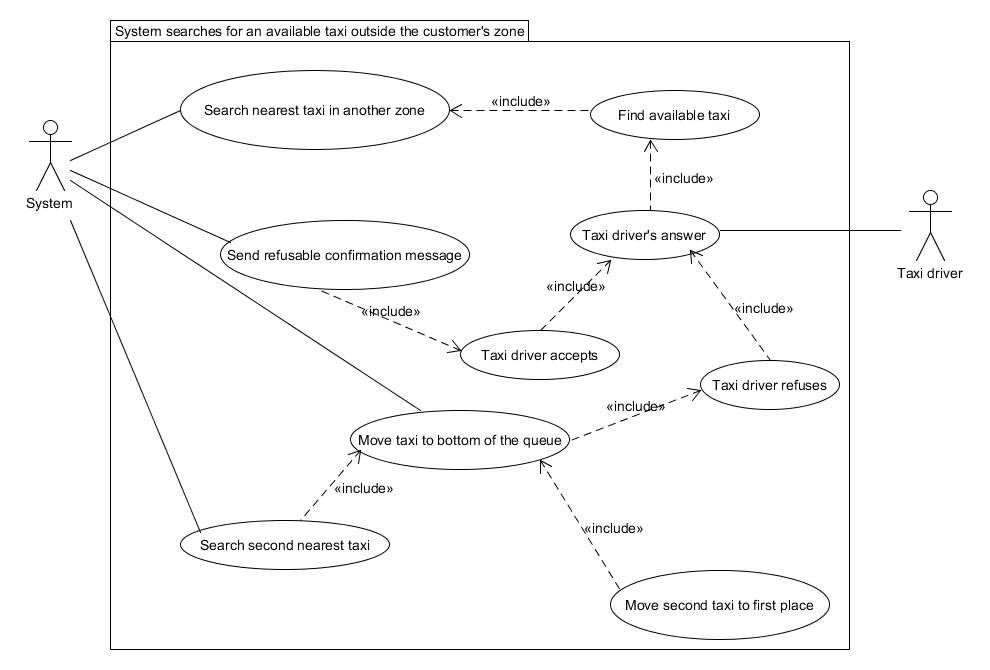 System searches for an available taxi outside the customer's zone
Search nearest taxi in another zone
«include»
Find available taxi
«include»
System
Taxi driver's answer
Taxi driver
Send refusable confirmation message
«include»
«include»
«include»
Taxi driver accepts
Taxi driver refuses
«include»
Move taxi to bottom of the queue
«include»
«include»
Search second nearest taxi
Move second taxi to first place